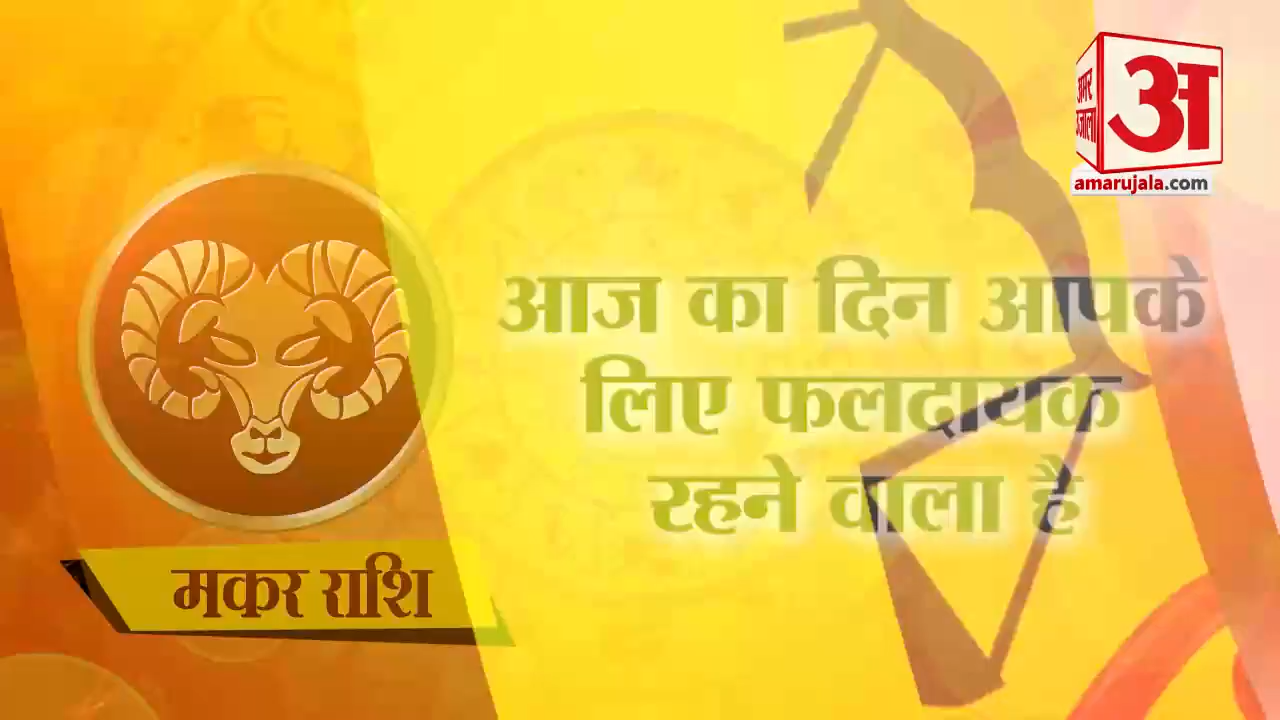 अमर
उजाला
अ
amarujala.com
आज का दिन आपके
लिए फलदायक
रहने वाला है
मकर राशि